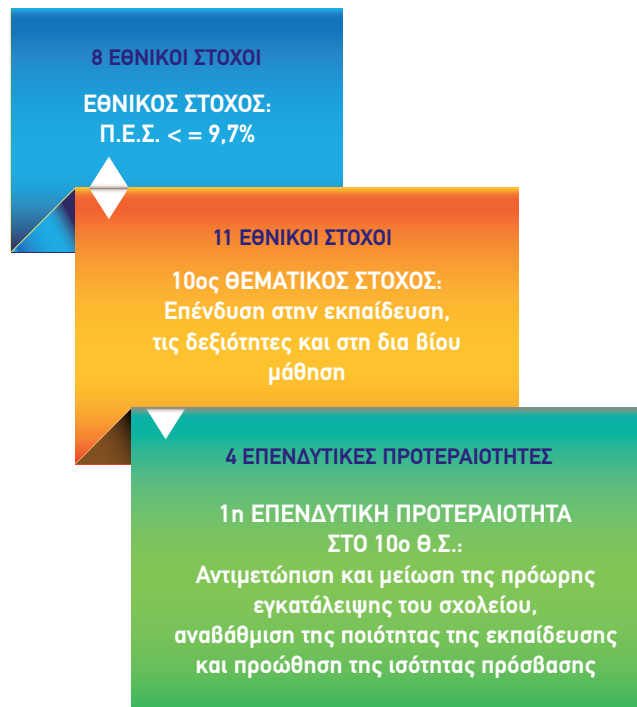 8 ΕΘΝΙΚΟΙ ΣΤΟΧΟΙ
ΕΘΝΙΚΟΣ ΣΤΟΧΟΣ:
Π.Ε.Σ. < = 9,7%
11 ΕΘΝΙΚΟΙ ΣΤΟΧΟΙ
10ος ΘΕΜΑΤΙΚΟΣ ΣΤΟΧΟΣ:
Επένδυση στην εκπαίδευση,
τις δεξιότητες και στη δια βίου
μάθηση
4 ΕΠΕΝΔΥΤΙΚΕΣ ΠΡΟΤΕΡΑΙΟΤΗΤΕΣ
1η ΕΠΕΝΔΥΤΙΚΗ ΠΡΟΤΕΡΑΙΟΤΗΤΑ
ΣΤΟ 10ο Θ.Σ.:
Αντιμετώπιση και μείωση της πρόωρης
εγκατάλειψης του σχολείου,
αναβάθμιση της ποιότητας της εκπαίδευσης
και προώθηση της ισότητας πρόσβασης